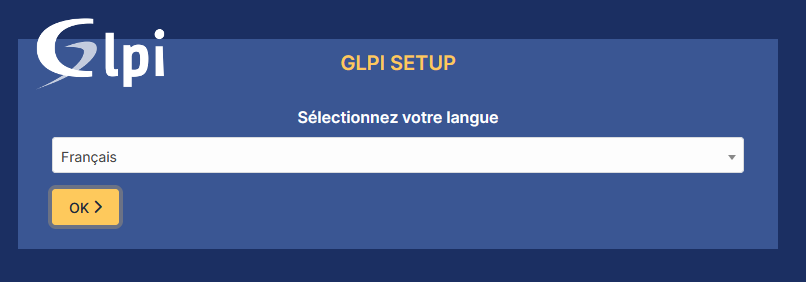 Glpi
GLPI SETUP
Sélectionnez votre langue
Français
OK